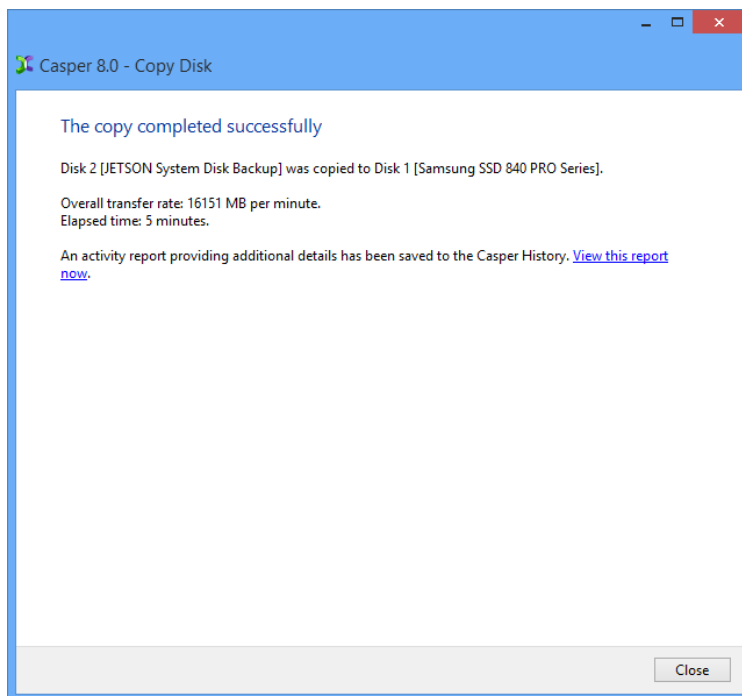 Casper 8.0 - Copy Disk
The copy completed successfully
Disk 2 [JETSON System Disk Backup] was copied to Disk 1 [Samsung SSD 840 PRO Series].
Overall transfer rate: 16151 MB per minute.
Elapsed time: 5 minutes.
An activity report providing additional details has been saved to the Casper History. View this report
now.
Close